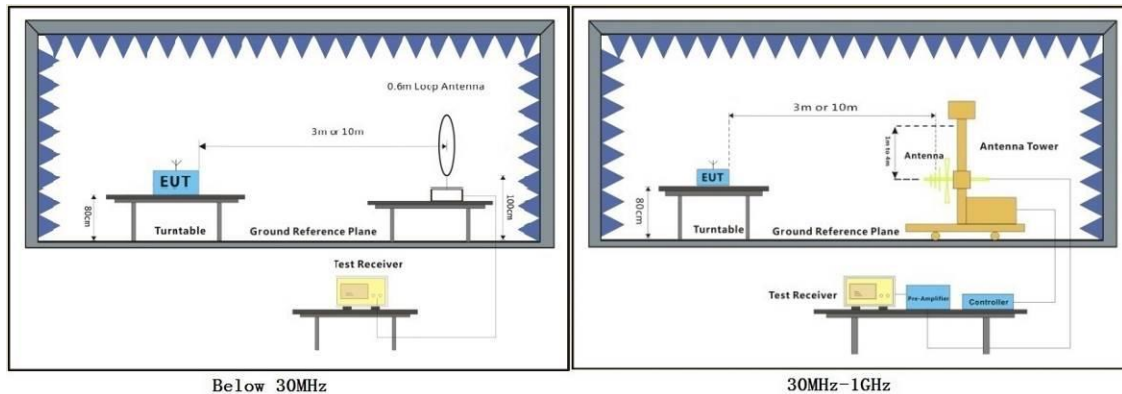 0.6m Loop Antenna
3m or 10m
EUT
80cm
100cm
Turntable
Ground Reference Plane
Test Receiver
Below 30MHz
3m or 10m
1m to 4m
Antenna
Antenna Tower
EUT
80cm
Turntable
Ground Reference Plane
Test Receiver
Pre-Amplifier
Controller
30MHz-1GHz